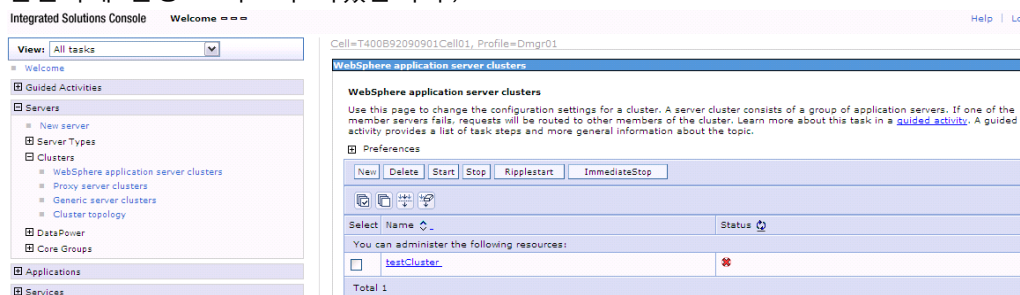 Integrated Solutions Console Welcome
Help
View: All tasks
Cell=T400B92090901Cell01, Profile=Dmgr01
Welcome
Guided Activities
Servers
New server
Server Types
Clusters
WebSphere application server clusters
Proxy server clusters
Generic server clusters
Cluster topology
DataPower
Core Groups
Applications
Services
WebSphere application server clusters
WebSphere application server clusters
Use this page to change the configuration settings for a cluster. A server cluster consists of a group of application servers. If one of the
member servers fails, requests will be routed to other members of the cluster. Learn more about this task in a guided activity. A guided
activity provides a list of task steps and more general information about the topic.
Preferences
New Delete Start Stop Ripplestart ImmediateStop
Select Name Status
You can administer the following resources:
testCluster
Total 1